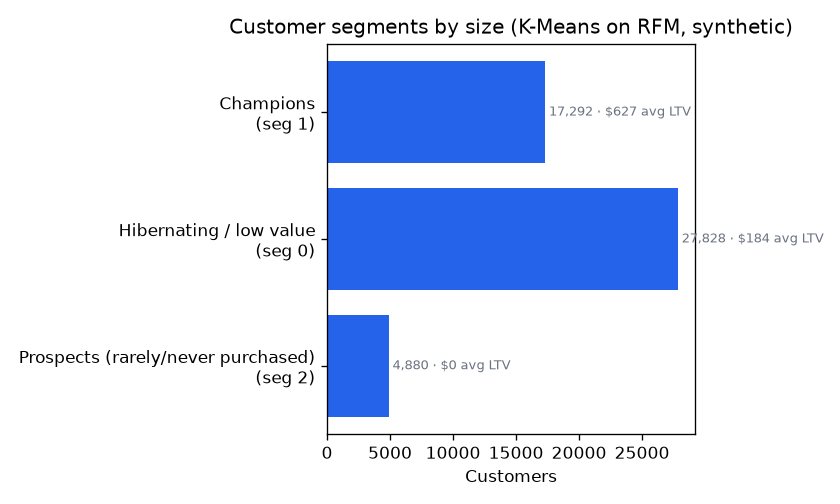 Customer segments by size (K-Means on RFM, synthetic)
Champions
(seg 1)
17,292 · $627 avg LTV
Hibernating / low value
(seg 0)
27,828 · $184 avg LTV
Prospects (rarely/never purchased)
(seg 2)
4,880 · $0 avg LTV
0 5000 10000 15000 20000 25000
Customers